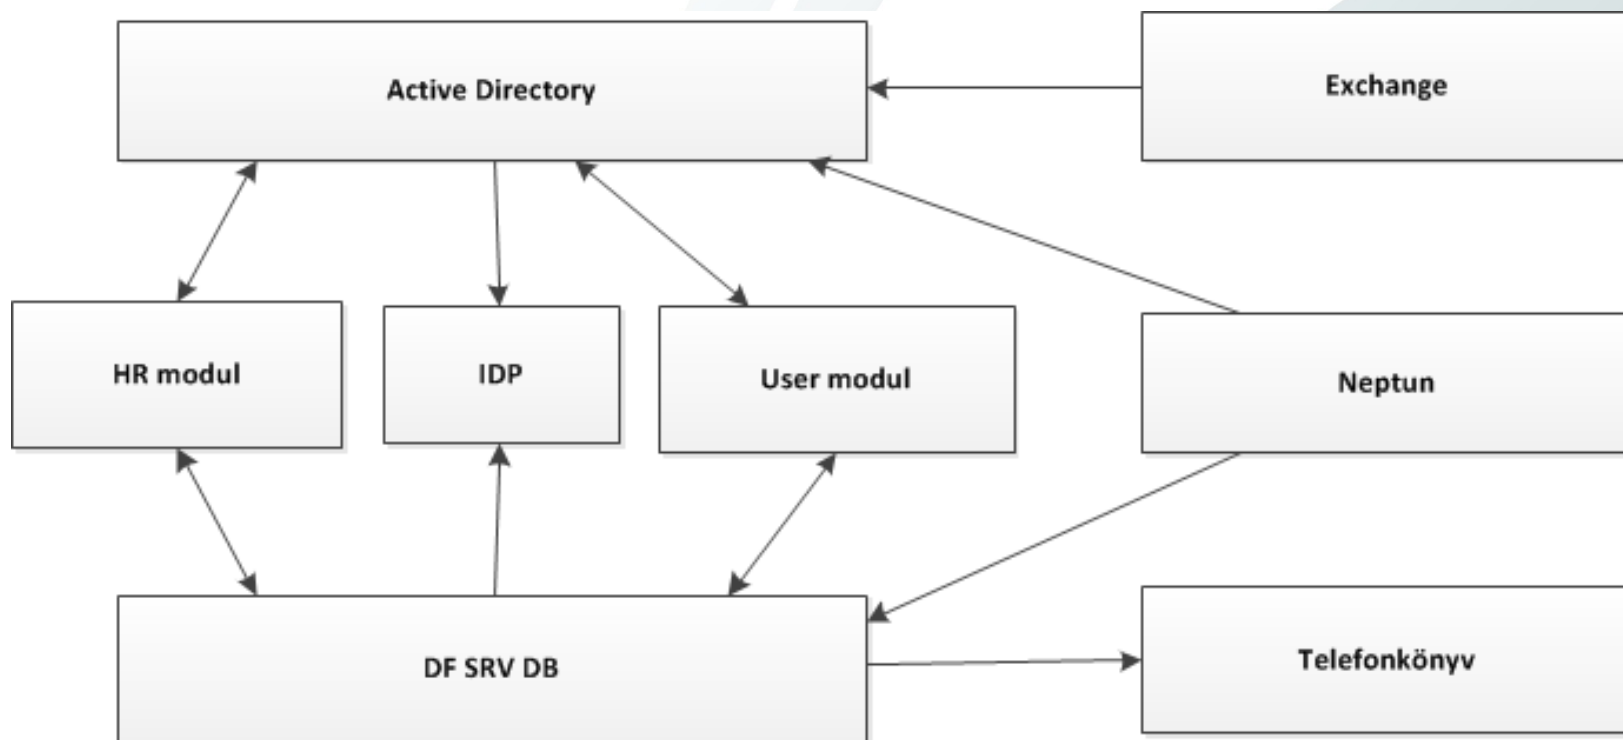 Active Directory
Exchange
HR modul
IDP
User modul
Neptun
DF SRV DB
Telefonkönyv